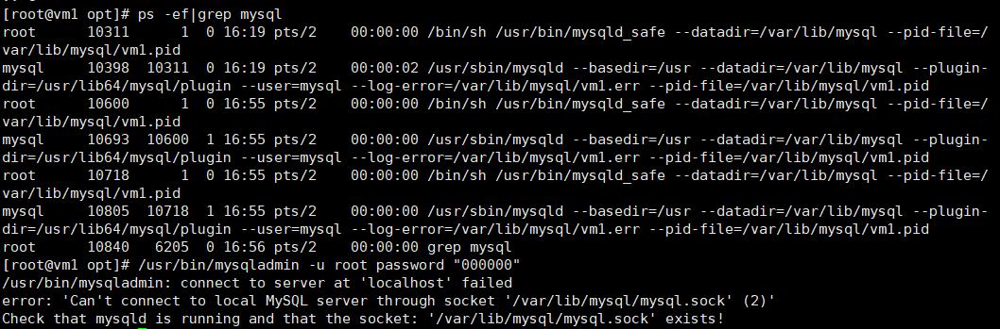 [root@vm1 opt]# ps -ef|grep mysql
root     10311     1  0 16:19 pts/2    00:00:00 /bin/sh /usr/bin/mysqld_safe --datadir=/var/lib/mysql --pid-file=/
var/lib/mysql/vm1.pid
mysql    10398 10311  0 16:19 pts/2    00:00:02 /usr/sbin/mysqld --basedir=/usr --datadir=/var/lib/mysql --plugin-
dir=/usr/lib64/mysql/plugin --user=mysql --log-error=/var/lib/mysql/vm1.err --pid-file=/var/lib/mysql/vm1.pid
root     10600     1  0 16:55 pts/2    00:00:00 /bin/sh /usr/bin/mysqld_safe --datadir=/var/lib/mysql --pid-file=/
var/lib/mysql/vm1.pid
mysql    10693 10600  1 16:55 pts/2    00:00:00 /usr/sbin/mysqld --basedir=/usr --datadir=/var/lib/mysql --plugin-
dir=/usr/lib64/mysql/plugin --user=mysql --log-error=/var/lib/mysql/vm1.err --pid-file=/var/lib/mysql/vm1.pid
root     10718     1  0 16:55 pts/2    00:00:00 /bin/sh /usr/bin/mysqld_safe --datadir=/var/lib/mysql --pid-file=/
var/lib/mysql/vm1.pid
mysql    10805 10718  1 16:55 pts/2    00:00:00 /usr/sbin/mysqld --basedir=/usr --datadir=/var/lib/mysql --plugin-
dir=/usr/lib64/mysql/plugin --user=mysql --log-error=/var/lib/mysql/vm1.err --pid-file=/var/lib/mysql/vm1.pid
root     10840  6205  0 16:56 pts/2    00:00:00 grep mysql
[root@vm1 opt]# /usr/bin/mysqladmin -u root password "000000"
/usr/bin/mysqladmin: connect to server at 'localhost' failed
error: 'Can't connect to local MySQL server through socket '/var/lib/mysql/mysql.sock' (2)'
Check that mysqld is running and that the socket: '/var/lib/mysql/mysql.sock' exists!